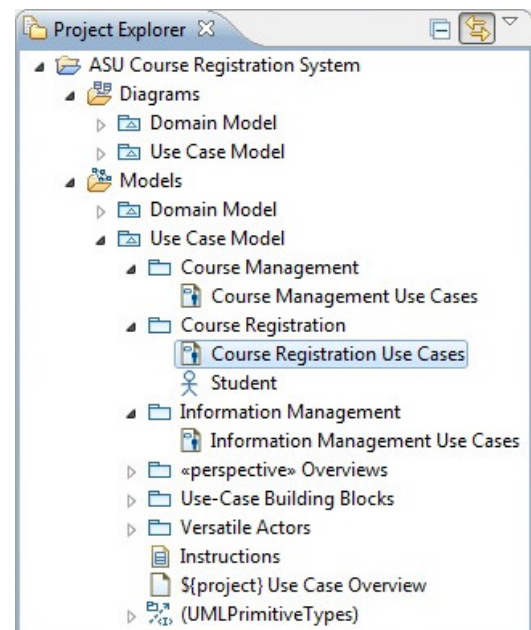 Project Explorer
ASU Course Registration System
Diagrams
Domain Model
Use Case Model
Models
Domain Model
Use Case Model
Course Management
Course Management Use Cases
Course Registration
Course Registration Use Cases
Student
Information Management
Information Management Use Cases
«perspective» Overviews
Use-Case Building Blocks
Versatile Actors
Instructions
${project} Use Case Overview
(UMLPrimitiveTypes)